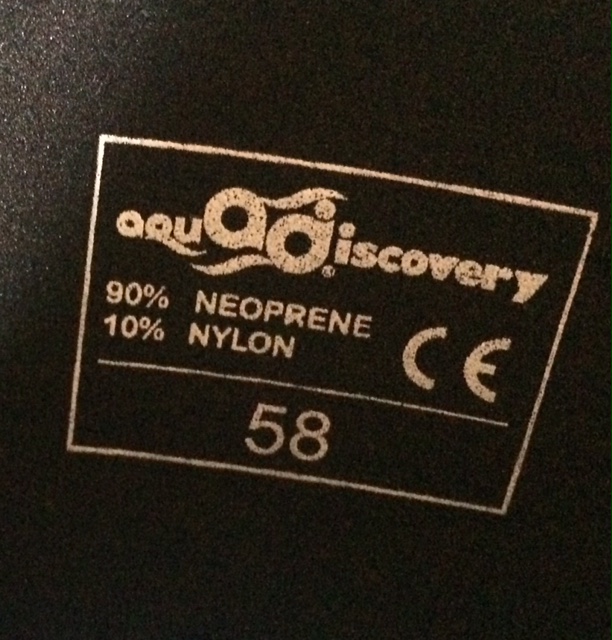 aquadiscovery®
90% NEOPRENE
10% NYLON
CE
58